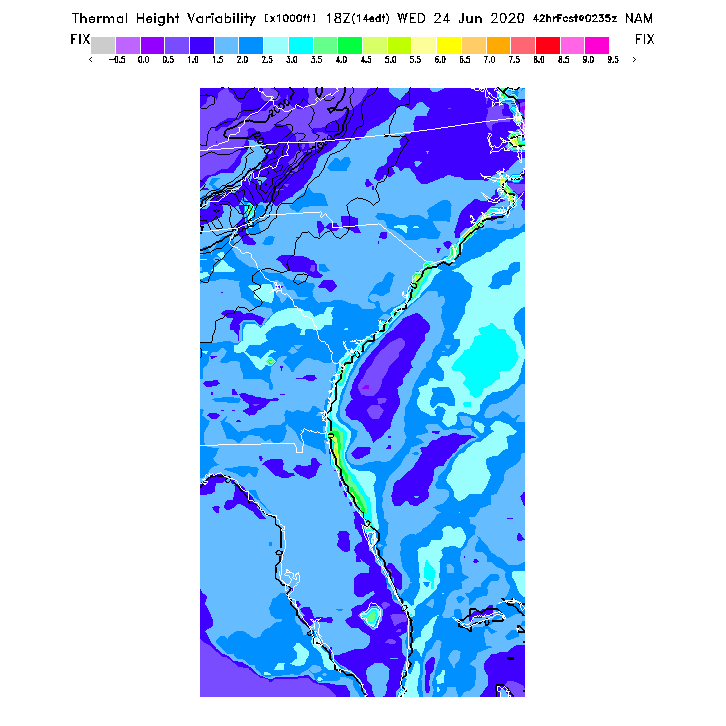 Thermal Height Variability [x1000ft] 18Z(14edt) WED 24 Jun 2020 42hrFcst@0235z NAM
FIX FIX
< -0.5 0.0 0.5 1.0 1.5 2.0 2.5 3.0 3.5 4.0 4.5 5.0 5.5 6.0 6.5 7.0 7.5 8.0 8.5 9.0 9.5 >